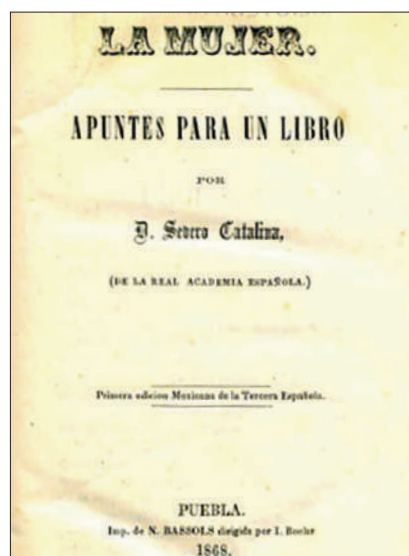 LA MUJER.
APUNTES PARA UN LIBRO
POR
D. Severo Catalina,
(DE LA REAL ACADEMIA ESPAÑOLA.)
Primera edicion Mexicana de la Tercera Española.
PUEBLA.
Imp. de N. BASSOLS dirigida por I. Boehr
1868.